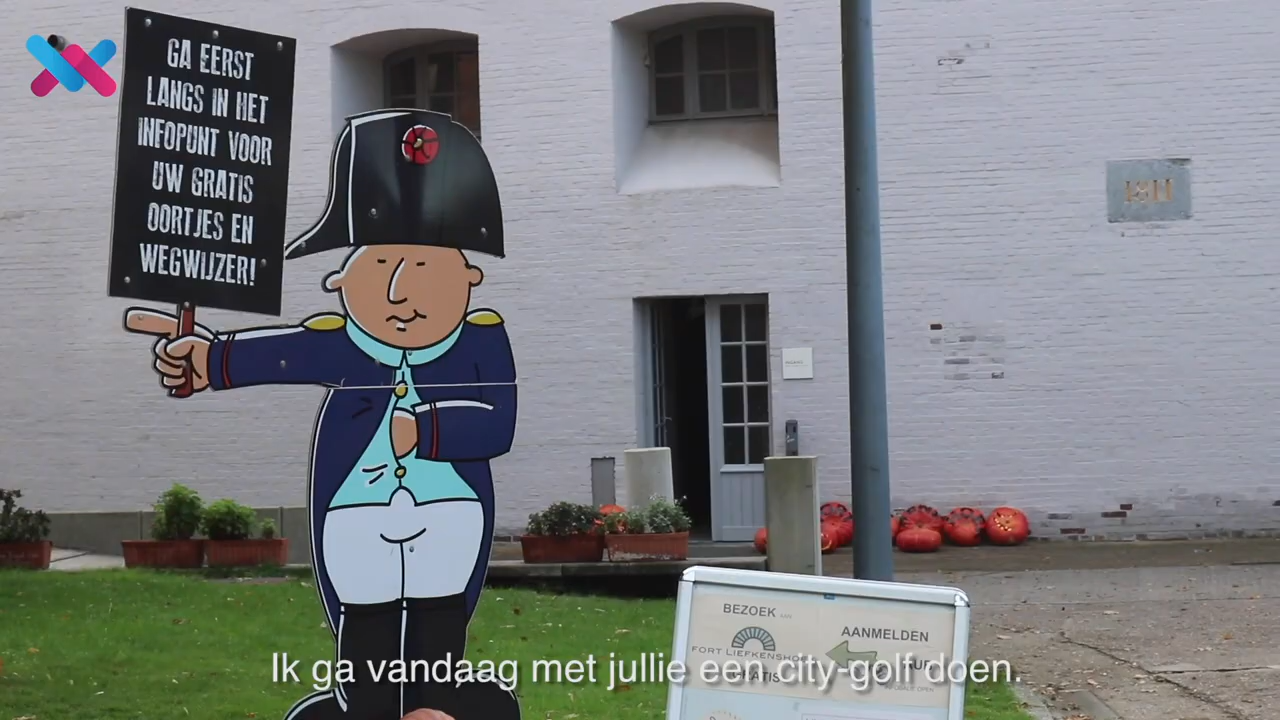 GA EERST
LANGS IN HET
INFOPUNT VOOR
UW GRATIS
OORTJES EN
WEGWIJZER!
1811
BEZOEK
FORT LIEFKENSHOEK
AANMELDEN
Ik ga vandaag met jullie een city-golf doen.